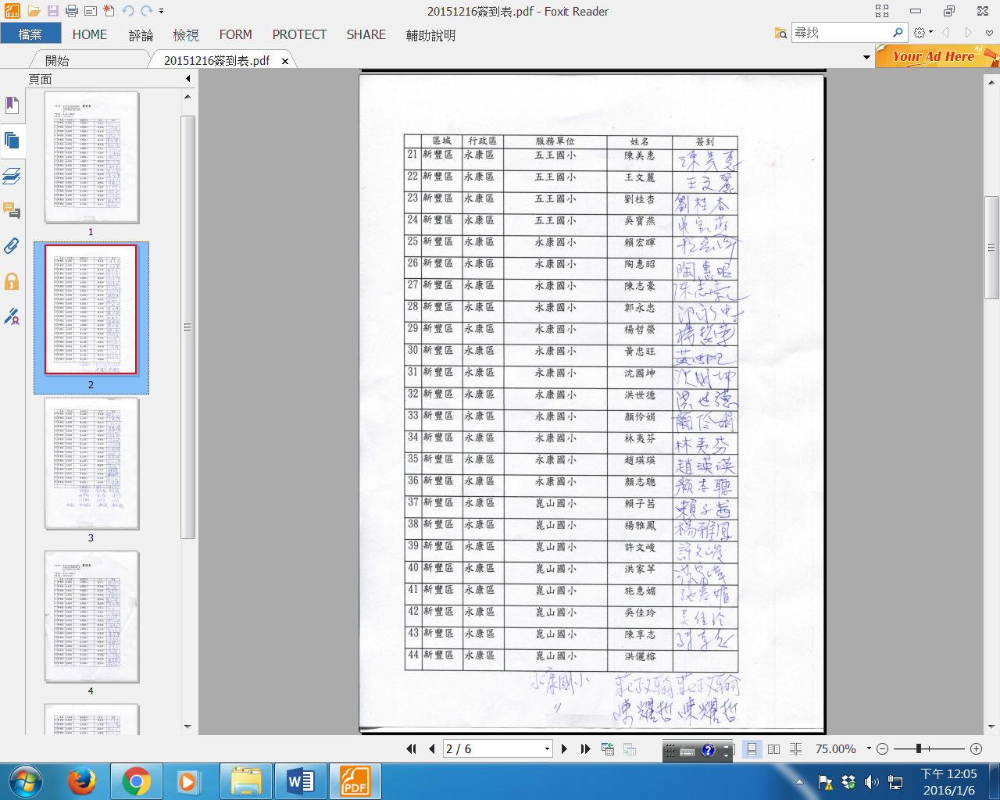 20151216簽到表.pdf - Foxit Reader
檔案 HOME 評論 檢視 FORM PROTECT SHARE 輔助說明 尋找
開始 20151216簽到表.pdf Your Ad Here Ad
頁面
1
2
3
4
區域 行政區 服務單位 姓名 簽到
21 新豐區 永康區 五王國小 陳美惠 陳美惠
22 新豐區 永康區 五王國小 王文麗 王文麗
23 新豐區 永康區 五王國小 劉桂杏 劉桂杏
24 新豐區 永康區 五王國小 吳寶燕 吳寶燕
25 新豐區 永康區 永康國小 賴宏暉
26 新豐區 永康區 永康國小 陶惠昭 陶惠昭
27 新豐區 永康區 永康國小 陳志豪 陳志豪
28 新豐區 永康區 永康國小 郭永忠
29 新豐區 永康區 永康國小 楊哲榮 楊哲榮
30 新豐區 永康區 永康國小 黃忠旺 黃忠旺
31 新豐區 永康區 永康國小 沈國坤 沈國坤
32 新豐區 永康區 永康國小 洪世德 洪世德
33 新豐區 永康區 永康國小 顏伶娟
34 新豐區 永康區 永康國小 林夷芬 林夷芬
35 新豐區 永康區 永康國小 趙瑛瑛 趙瑛瑛
36 新豐區 永康區 永康國小 顏志聰 顏志聰
37 新豐區 永康區 崑山國小 賴子茜 賴子茜
38 新豐區 永康區 崑山國小 楊雅鳳 楊雅鳳
39 新豐區 永康區 崑山國小 許文峻 許文峻
40 新豐區 永康區 崑山國小 洪家苹 洪家苹
41 新豐區 永康區 崑山國小 施惠媚 施惠媚
42 新豐區 永康區 崑山國小 吳佳玲 吳佳玲
43 新豐區 永康區 崑山國小 陳享志
44 新豐區 永康區 崑山國小 洪儷榕
永康國小 莊政翰 莊政翰
〃 陳耀哲 陳耀哲
2 / 6 75.00%
下午 12:05
2016/1/6